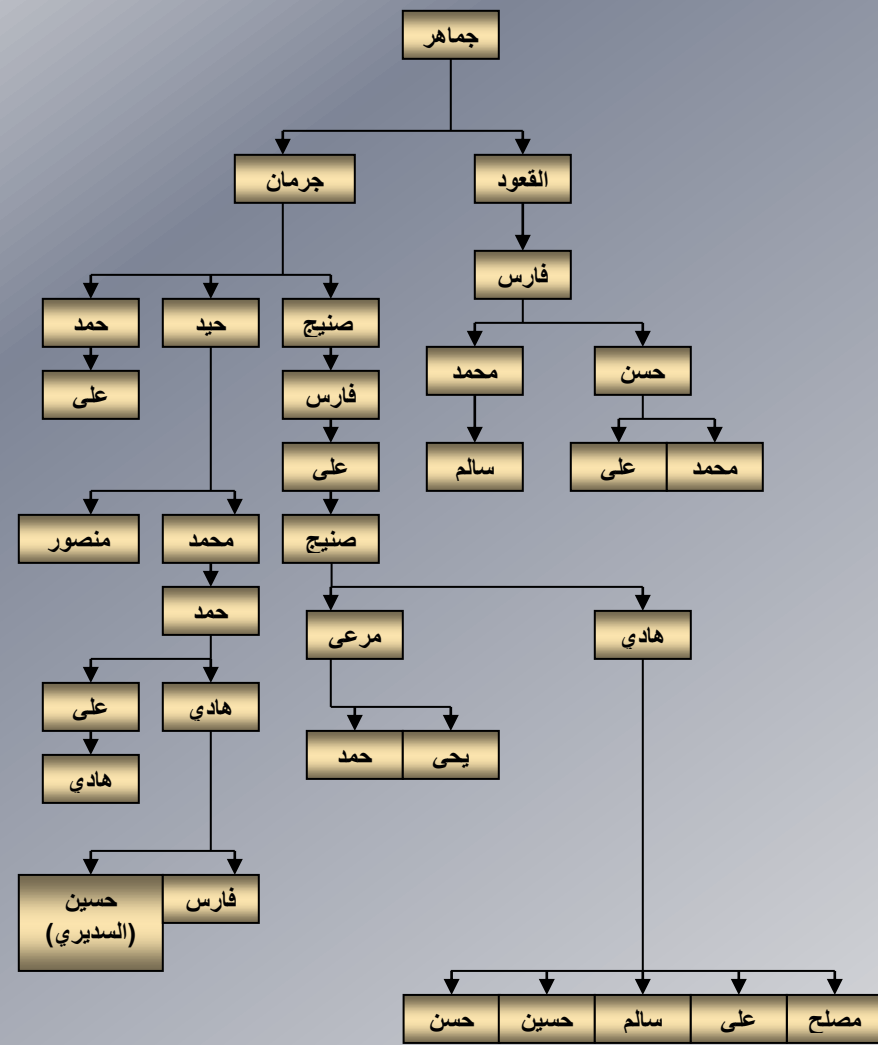 جماهر
القعود
جرمان
فارس
صنيج
حيد
حمد
حسن
محمد
فارس
على
محمد
على
سالم
على
صنيج
محمد
منصور
هادي
مرعى
حمد
هادي
على
يحى
حمد
هادي
فارس
حسين
(السديري)
مصلح
على
سالم
حسين
حسن